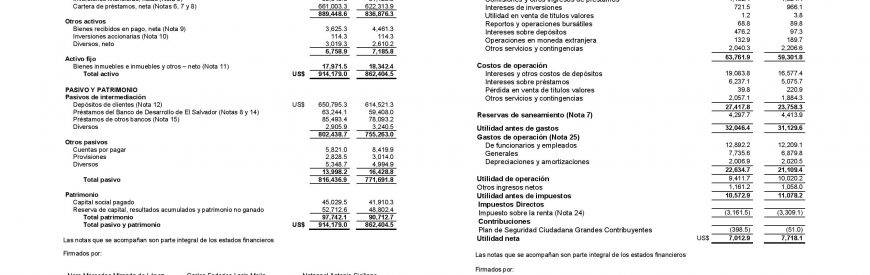 Cartera de préstamos, neta (Notas 6, 7 y 8) 661,003.3 622,313.9
889,448.6 836,876.3
Otros activos
Bienes recibidos en pago, neta (Nota 9) 3,625.3 4,461.3
Inversiones accionarias (Nota 10) 114.3 114.3
Diversos, neto 3,019.3 2,610.2
6,758.9 7,185.8
Activo fijo
Bienes inmuebles e inmuebles y otros – neto (Nota 11) 17,971.5 18,342.4
Total activo US$ 914,179.0 862,404.5
PASIVO Y PATRIMONIO
Pasivos de intermediación
Depósitos de clientes (Nota 12) US$ 650,795.3 614,521.3
Préstamos del Banco de Desarrollo de El Salvador (Notas 8 y 14) 63,244.1 59,408.0
Préstamos de otros bancos (Nota 15) 85,493.4 78,093.2
Diversos 2,905.9 3,240.5
802,438.7 755,263.0
Otros pasivos
Cuentas por pagar 5,821.0 8,419.9
Provisiones 2,828.5 3,014.0
Diversos 5,348.7 4,994.9
13,998.2 16,428.8
Total pasivo 816,436.9 771,691.8
Patrimonio
Capital social pagado 45,029.5 41,910.3
Reserva de capital, resultados acumulados y patrimonio no ganado 52,712.6 48,802.4
Total patrimonio 97,742.1 90,712.7
Total pasivo y patrimonio US$ 914,179.0 862,404.5
Las notas que se acompañan son parte integral de los estados financieros
Firmados por:
Intereses de inversiones 721.5 966.1
Utilidad en venta de títulos valores 1.2 3.8
Reportos y operaciones bursátiles 68.8 89.8
Intereses sobre depósitos 476.2 97.3
Operaciones en moneda extranjera 132.9 189.7
Otros servicios y contingencias 2,040.3 2,206.6
63,761.9 59,301.8
Costos de operación
Intereses y otros costos de depósitos 19,083.8 16,577.4
Intereses sobre préstamos 6,237.1 5,075.7
Pérdida en venta de títulos valores 39.8 220.9
Otros servicios y contingencias 2,057.1 1,884.3
27,417.8 23,758.3
Reservas de saneamiento (Nota 7) 4,297.7 4,413.9
Utilidad antes de gastos 32,046.4 31,129.6
Gastos de operación (Nota 25)
De funcionarios y empleados 12,892.2 12,209.1
Generales 7,735.6 6,879.8
Depreciaciones y amortizaciones 2,006.9 2,020.5
22,634.7 21,109.4
Utilidad de operación 9,411.7 10,020.2
Otros ingresos netos 1,161.2 1,058.0
Utilidad antes de impuestos 10,572.9 11,078.2
Impuestos Directos
Impuesto sobre la renta (Nota 24) (3,161.5) (3,309.1)
Contribuciones
Plan de Seguridad Ciudadana Grandes Contribuyentes (398.5) (51.0)
Utilidad neta US$ 7,012.9 7,718.1
Las notas que se acompañan son parte integral de los estados financieros
Firmados por: